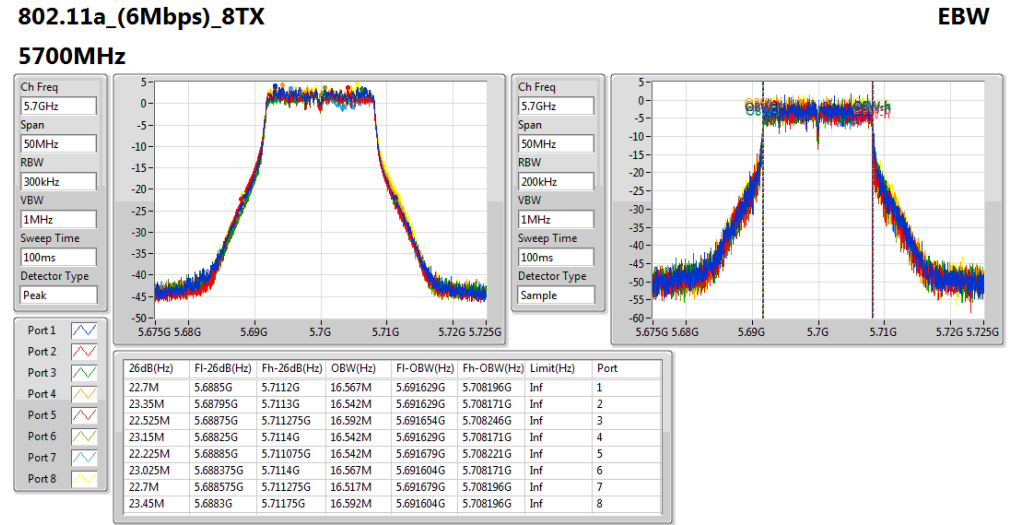 802.11a_(6Mbps)_8TX EBW
5700MHz
Ch Freq
5.7GHz
Span
50MHz
RBW
300kHz
VBW
1MHz
Sweep Time
100ms
Detector Type
Peak
5
0
-5
-10
-15
-20
-25
-30
-35
-40
-45
-50
5.675G 5.68G 5.69G 5.7G 5.71G 5.72G 5.725G
Ch Freq
5.7GHz
Span
50MHz
RBW
200kHz
VBW
1MHz
Sweep Time
100ms
Detector Type
Sample
5
0
-5
-10
-15
-20
-25
-30
-35
-40
-45
-50
-55
-60
5.675G 5.68G 5.69G 5.7G 5.71G 5.72G 5.725G
Port 1
Port 2
Port 3
Port 4
Port 5
Port 6
Port 7
Port 8
26dB(Hz) Fl-26dB(Hz) Fh-26dB(Hz) OBW(Hz) Fl-OBW(Hz) Fh-OBW(Hz) Limit(Hz) Port
22.7M 5.6885G 5.7112G 16.567M 5.691629G 5.708196G Inf 1
23.35M 5.68795G 5.7113G 16.542M 5.691629G 5.708171G Inf 2
22.525M 5.68875G 5.711275G 16.592M 5.691654G 5.708246G Inf 3
23.15M 5.68825G 5.7114G 16.542M 5.691629G 5.708171G Inf 4
22.225M 5.68885G 5.711075G 16.542M 5.691679G 5.708221G Inf 5
23.025M 5.688375G 5.7114G 16.567M 5.691604G 5.708171G Inf 6
22.7M 5.688575G 5.711275G 16.517M 5.691679G 5.708196G Inf 7
23.45M 5.6883G 5.71175G 16.592M 5.691604G 5.708196G Inf 8